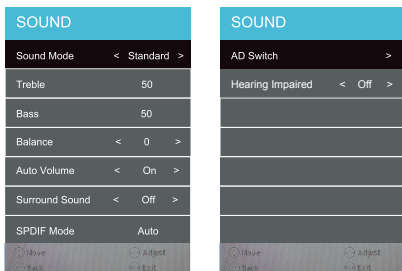 SOUND
Sound Mode < Standard >
Treble 50
Bass 50
Balance < 0 >
Auto Volume < On >
Surround Sound < Off >
SPDIF Mode Auto
Move Adjust
Back Exit
SOUND
AD Switch >
Hearing Impaired < Off >
Move Adjust
Back Exit